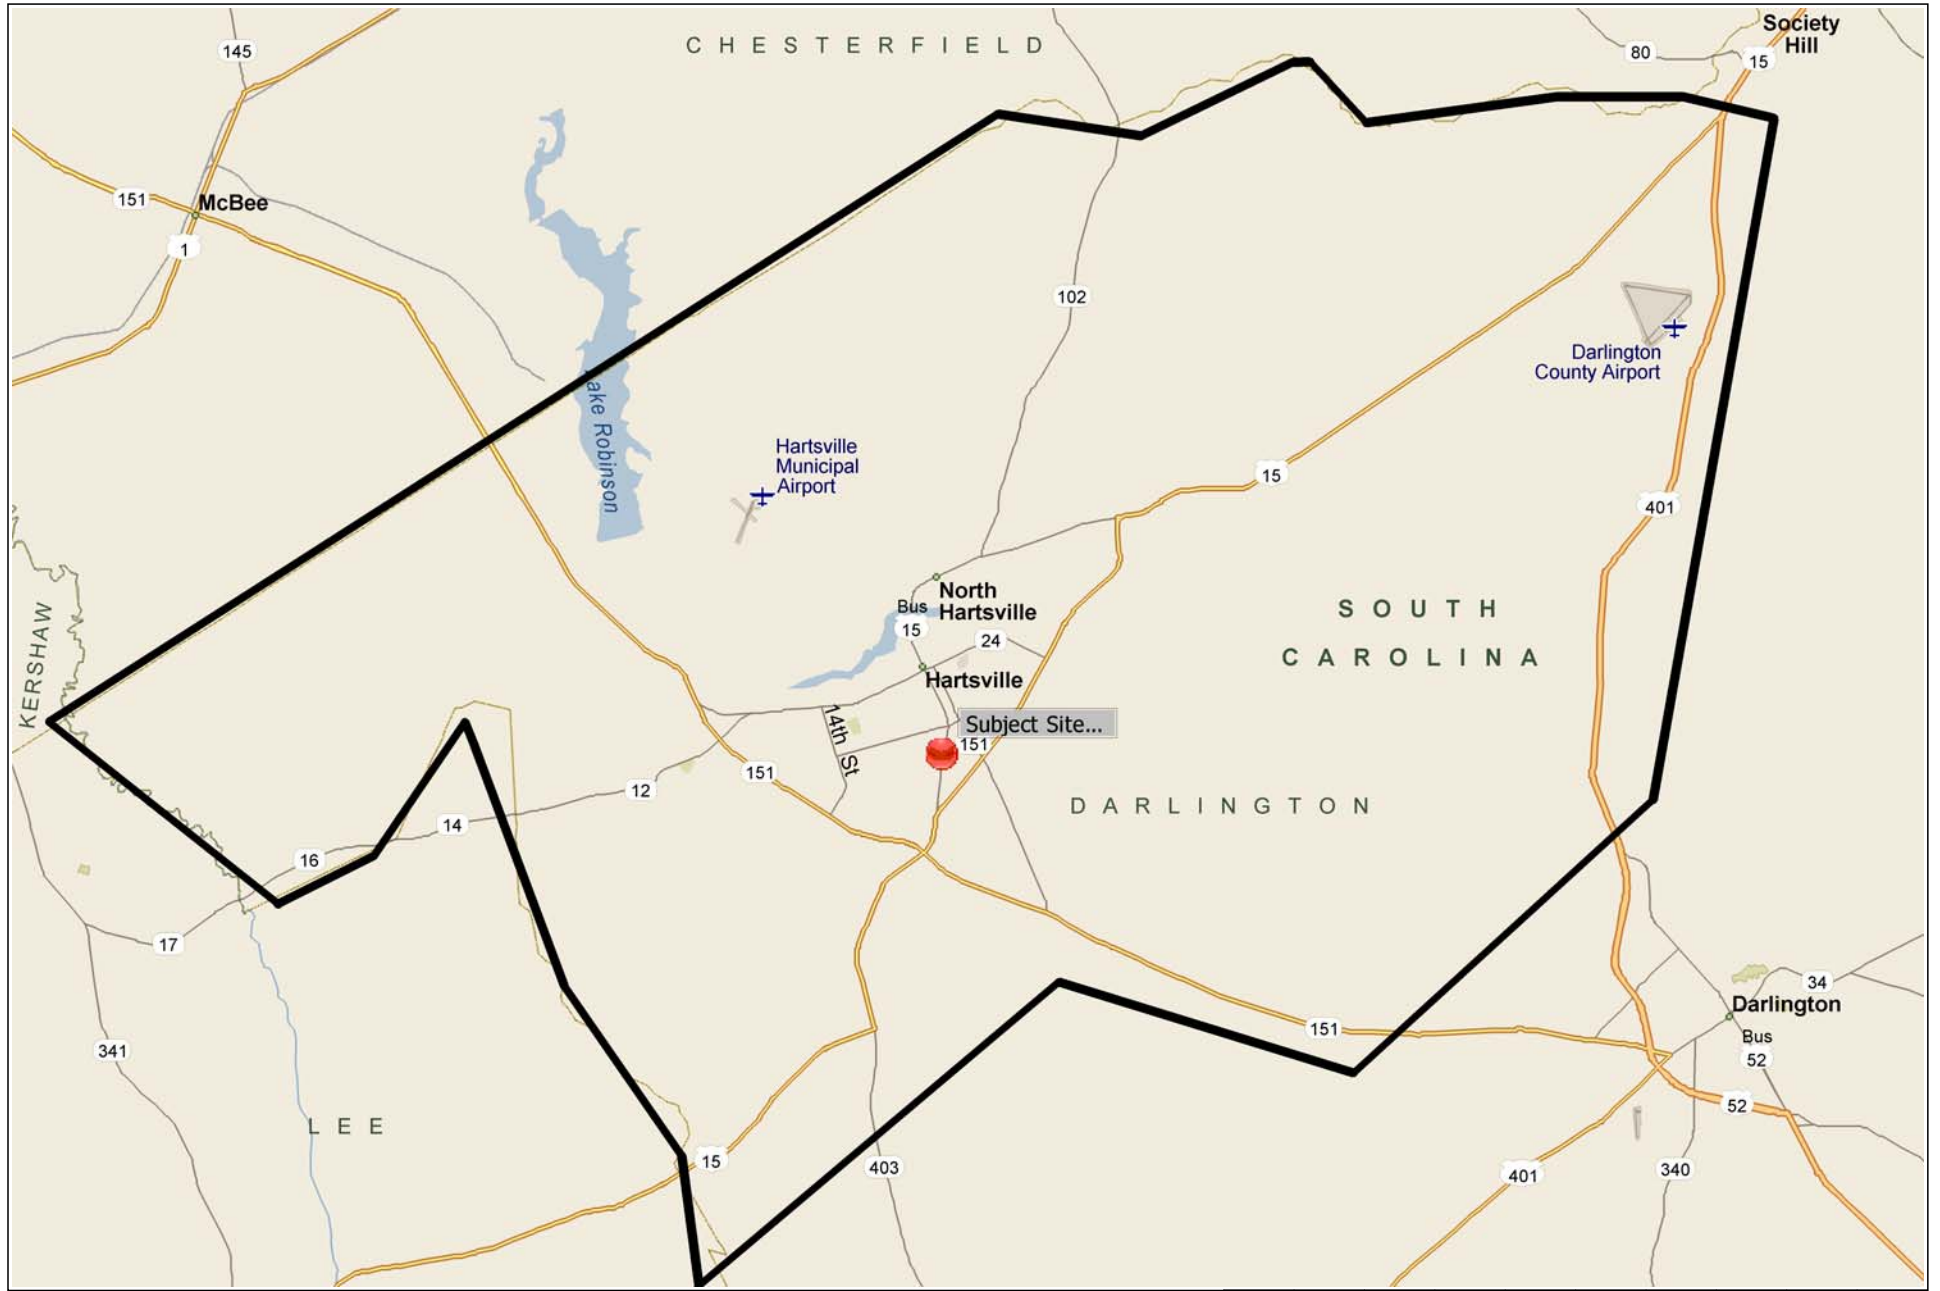 CHESTERFIELD
Society
Hill
145
80
15
151
McBee
1
102
Darlington
County Airport
Lake Robinson
Hartsville
Municipal
Airport
15
401
KERSHAW
North
Hartsville
Bus
15
24
SOUTH
CAROLINA
Hartsville
14th St
Subject Site...
151
151
12
DARLINGTON
14
16
17
34
Darlington
Bus
52
151
341
52
LEE
15
403
401
340